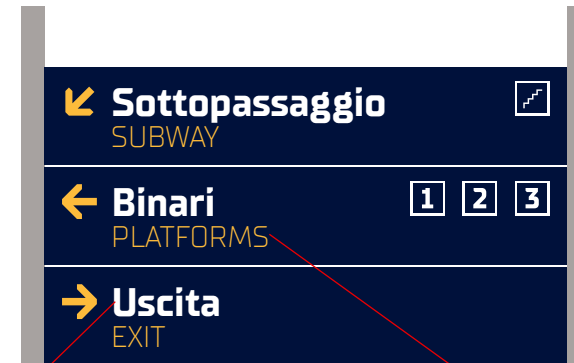 Sottopassaggio
SUBWAY
Binari 1 2 3
PLATFORMS
Uscita
EXIT